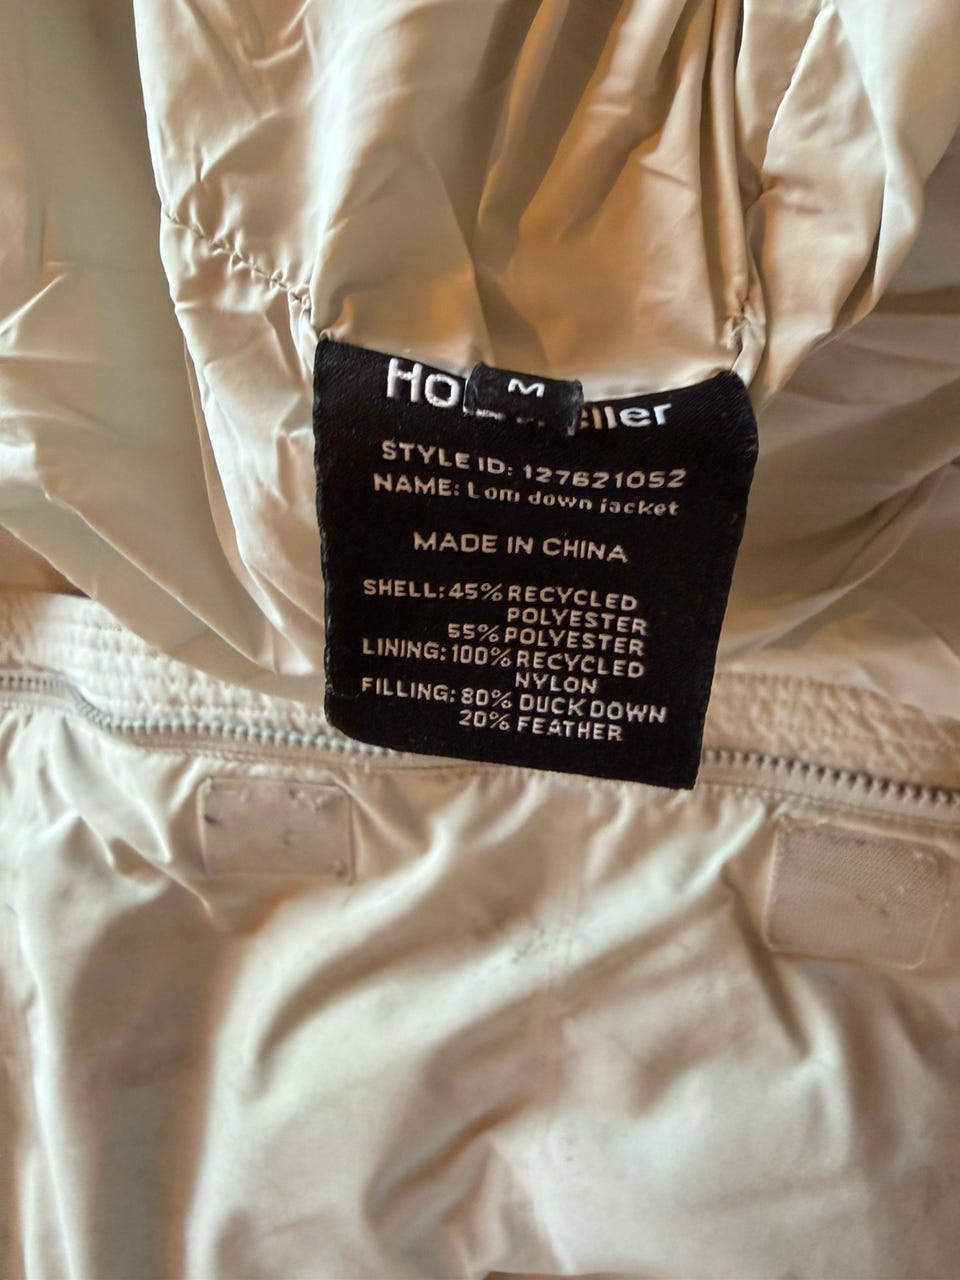 M
STYLE ID: 127621052
NAME: Lom down jacket
MADE IN CHINA
SHELL: 45% RECYCLED
POLYESTER
55% POLYESTER
LINING: 100% RECYCLED
NYLON
FILLING: 80% DUCK DOWN
20% FEATHER